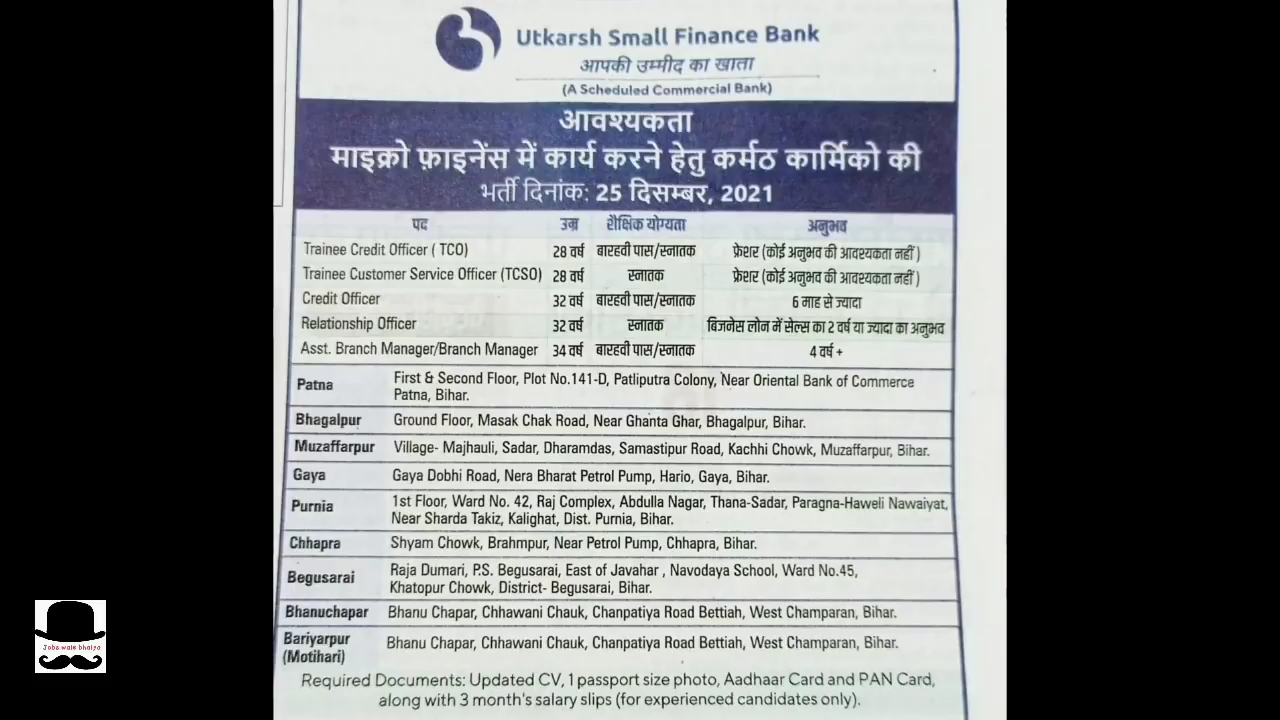 Utkarsh Small Finance Bank
आपकी उम्मीद का खाता
(A Scheduled Commercial Bank)
आवश्यकता
माइक्रो फ़ाइनेंस में कार्य करने हेतु कर्मठ कार्मिको की
भर्ती दिनांक: 25 दिसम्बर, 2021
पद उम्र शैक्षिक योग्यता अनुभव
Trainee Credit Officer ( TCO) 28 वर्ष बारहवी पास/स्नातक फ्रेशर (कोई अनुभव की आवश्यकता नहीं )
Trainee Customer Service Officer (TCSO) 28 वर्ष स्नातक फ्रेशर (कोई अनुभव की आवश्यकता नहीं )
Credit Officer 32 वर्ष बारहवी पास/स्नातक 6 माह से ज्यादा
Relationship Officer 32 वर्ष स्नातक बिजनेस लोन में सेल्स का 2 वर्ष या ज्यादा का अनुभव
Asst. Branch Manager/Branch Manager 34 वर्ष बारहवी पास/स्नातक 4 वर्ष +
Patna First & Second Floor, Plot No.141-D, Patliputra Colony, Near Oriental Bank of Commerce
Patna, Bihar.
Bhagalpur Ground Floor, Masak Chak Road, Near Ghanta Ghar, Bhagalpur, Bihar.
Muzaffarpur Village- Majhauli, Sadar, Dharamdas, Samastipur Road, Kachhi Chowk, Muzaffarpur, Bihar.
Gaya Gaya Dobhi Road, Nera Bharat Petrol Pump, Hario, Gaya, Bihar.
Purnia 1st Floor, Ward No. 42, Raj Complex, Abdulla Nagar, Thana-Sadar, Paragna-Haweli Nawaiyat,
Near Sharda Takiz, Kalighat, Dist. Purnia, Bihar.
Chhapra Shyam Chowk, Brahmpur, Near Petrol Pump, Chhapra, Bihar.
Begusarai Raja Dumari, P.S. Begusarai, East of Javahar , Navodaya School, Ward No.45,
Khatopur Chowk, District- Begusarai, Bihar.
Bhanuchapar Bhanu Chapar, Chhawani Chauk, Chanpatiya Road Bettiah, West Champaran, Bihar.
Bariyarpur
(Motihari) Bhanu Chapar, Chhawani Chauk, Chanpatiya Road Bettiah, West Champaran, Bihar.
Required Documents: Updated CV, 1 passport size photo, Aadhaar Card and PAN Card,
along with 3 month's salary slips (for experienced candidates only).
Jobs wale bhaiya